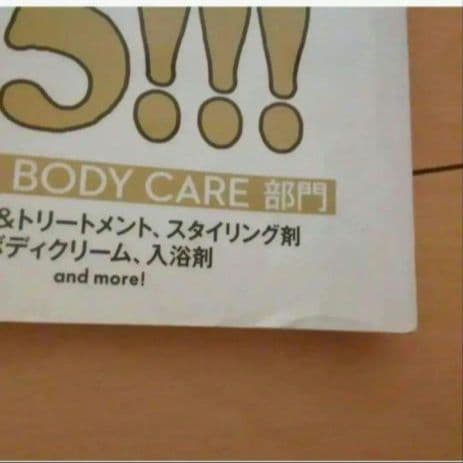 S!!!
BODY CARE 部門
&トリートメント、スタイリング剤
ボディクリーム、入浴剤
and more!